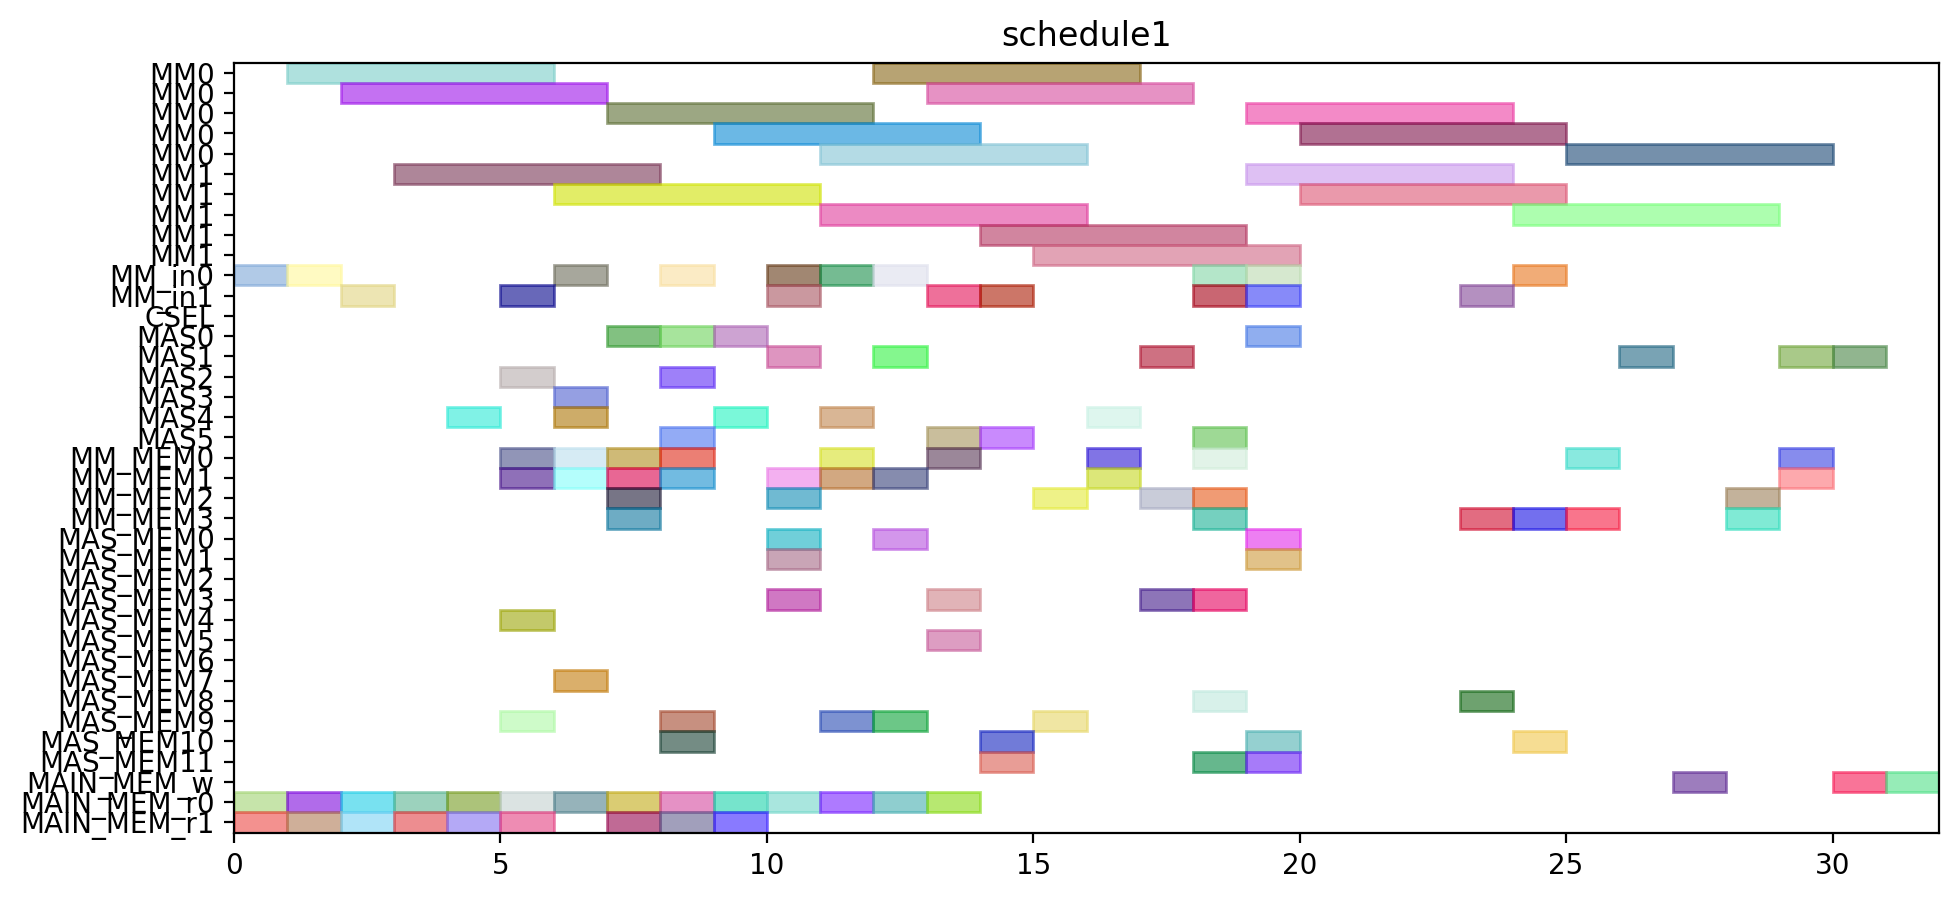 schedule1
MM0
MM0
MM0
MM0
MM0
MM1
MM1
MM1
MM1
MM1
MM_in0
MM_in1
CSEL
MAS0
MAS1
MAS2
MAS3
MAS4
MAS5
MM_MEM0
MM_MEM1
MM_MEM2
MM_MEM3
MAS_MEM0
MAS_MEM1
MAS_MEM2
MAS_MEM3
MAS_MEM4
MAS_MEM5
MAS_MEM6
MAS_MEM7
MAS_MEM8
MAS_MEM9
MAS_MEM10
MAS_MEM11
MAIN_MEM_w
MAIN_MEM_r0
MAIN_MEM_r1
0 5 10 15 20 25 30